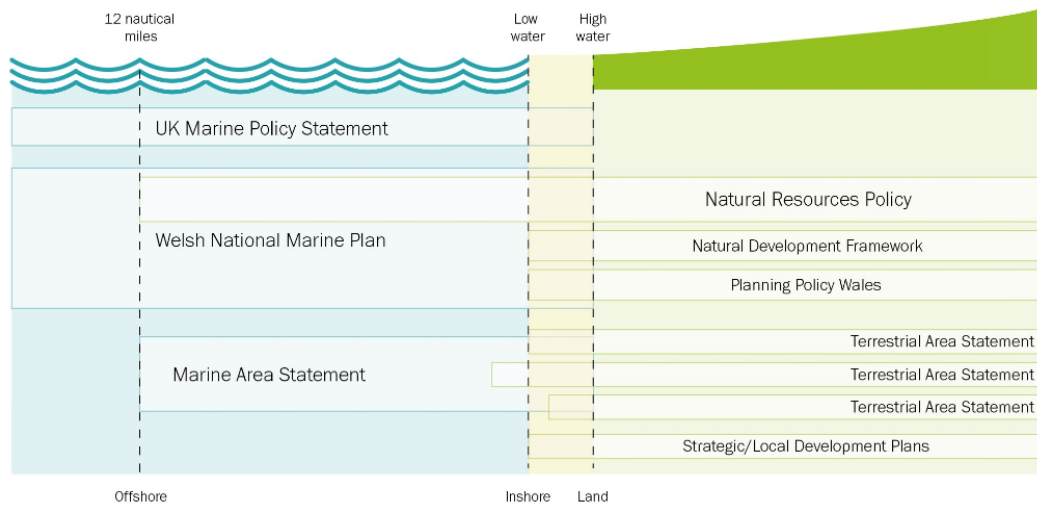 12 nautical
miles
Low
water
High
water
UK Marine Policy Statement
Natural Resources Policy
Welsh National Marine Plan
Natural Development Framework
Planning Policy Wales
Terrestrial Area Statement
Marine Area Statement
Terrestrial Area Statement
Terrestrial Area Statement
Strategic/Local Development Plans
Offshore
Inshore
Land